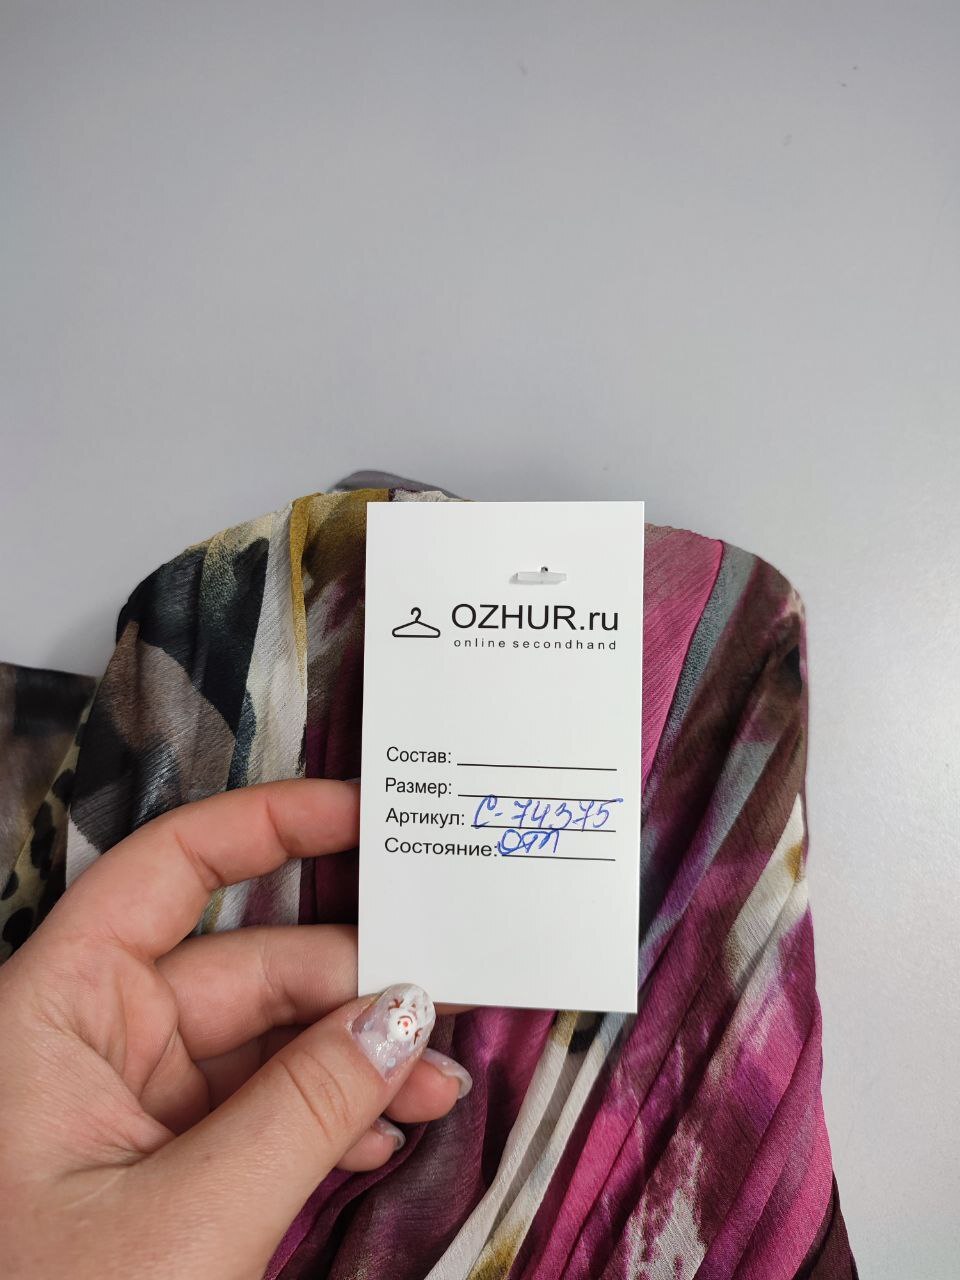 OZHUR.ru
online secondhand
Состав:
Размер:
Артикул: С-74375
Состояние: отл